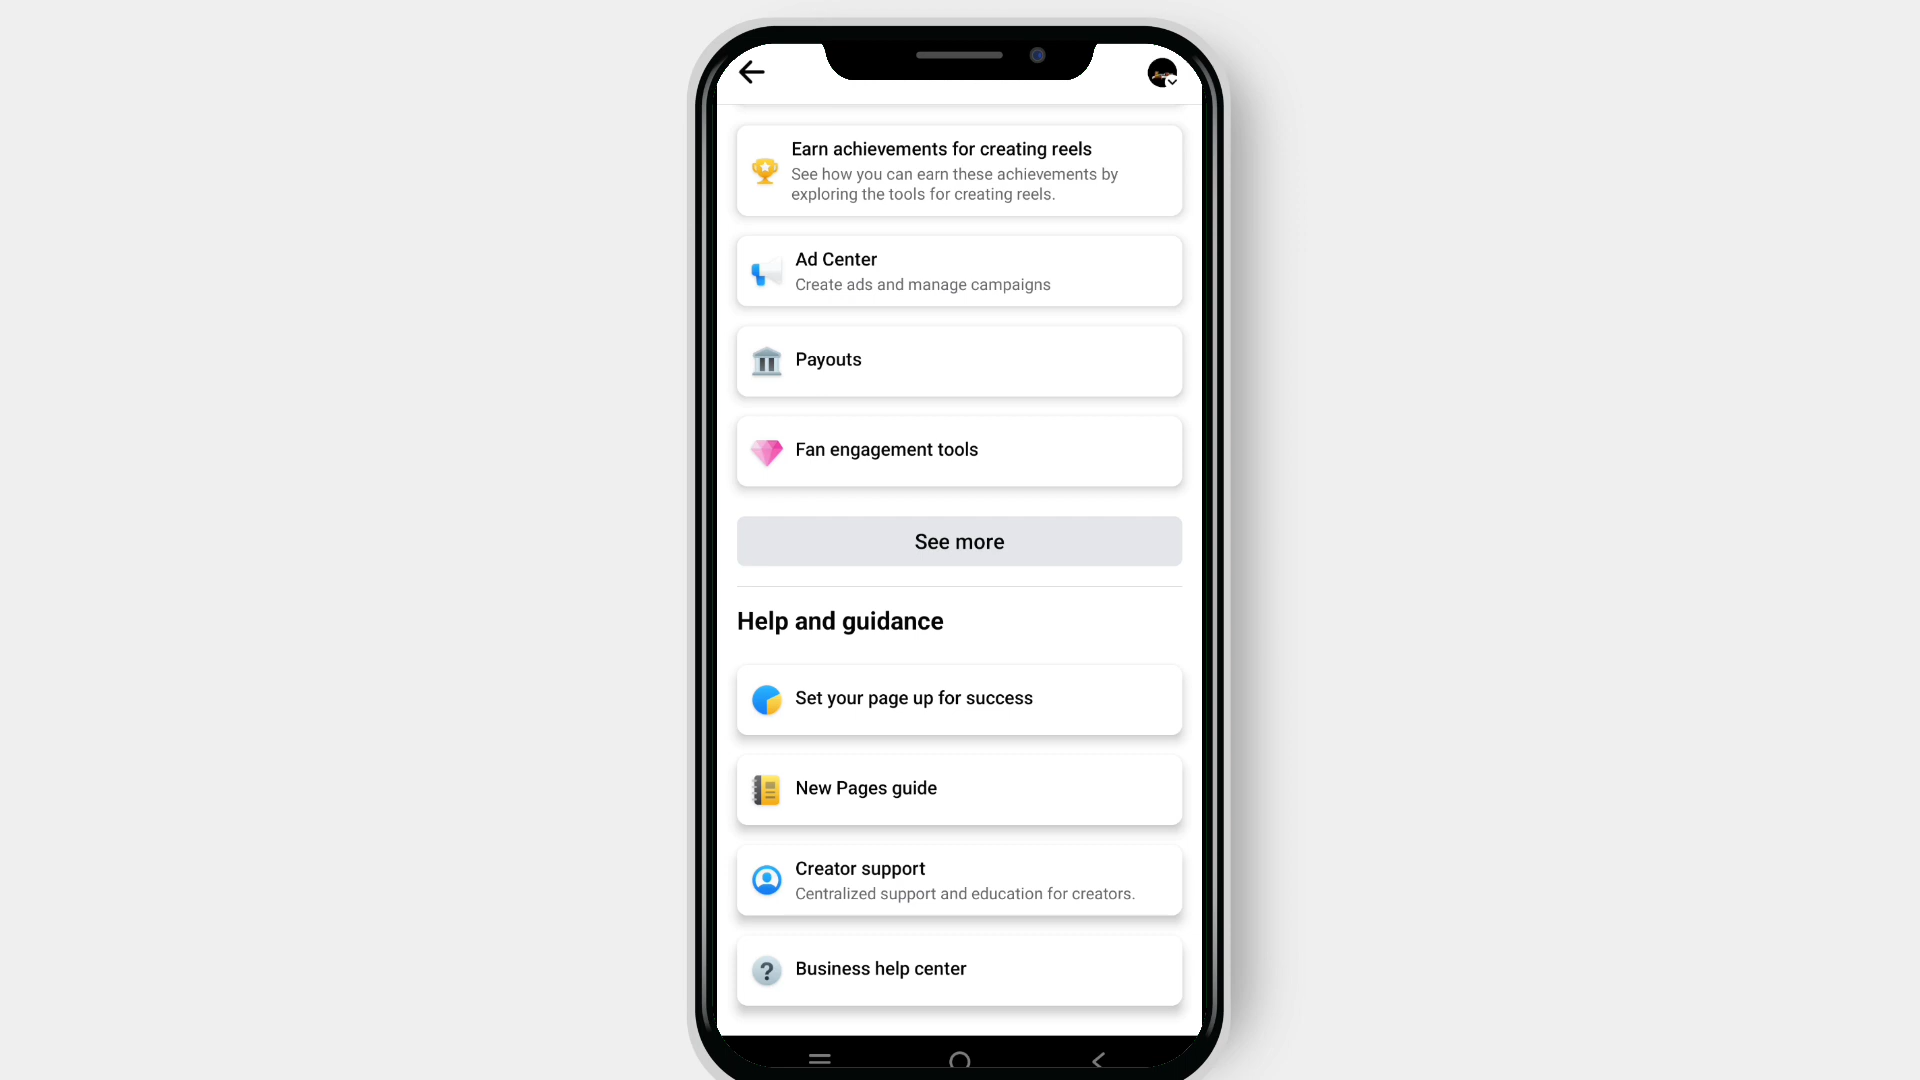 Earn achievements for creating reels
See how you can earn these achievements by
exploring the tools for creating reels.
Ad Center
Create ads and manage campaigns
Payouts
Fan engagement tools
See more
Help and guidance
Set your page up for success
New Pages guide
Creator support
Centralized support and education for creators.
Business help center